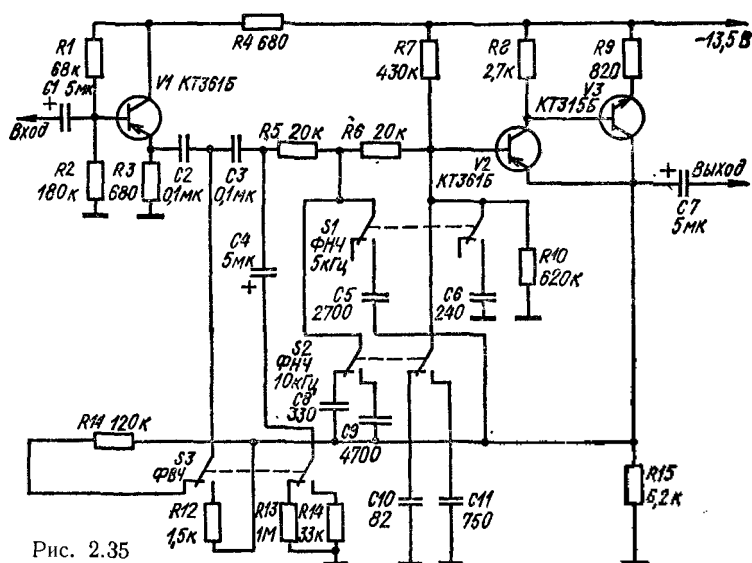 R1
68к
C1 5мк
Вход
R2
180к
V1 КТ361Б
R3
680
R4 680
C2
0,1мк
C3
0,1мк
R5 20к
R6 20к
R7
430к
R8
2,7к
R9
820
-13,5 В
V3
КТ315Б
V2
КТ361Б
Выход
C7
5мк
C4
5мк
S1
ФНЧ
5кГц
C5
2700
C6
240
R10
620к
S2
ФНЧ
10кГц
C8
330
C9
4700
R11 120к
S3
ФВЧ
R12
1,5к
R13
1М
R14
33к
C10
82
C11
750
R15
6,2к
Рис. 2.35